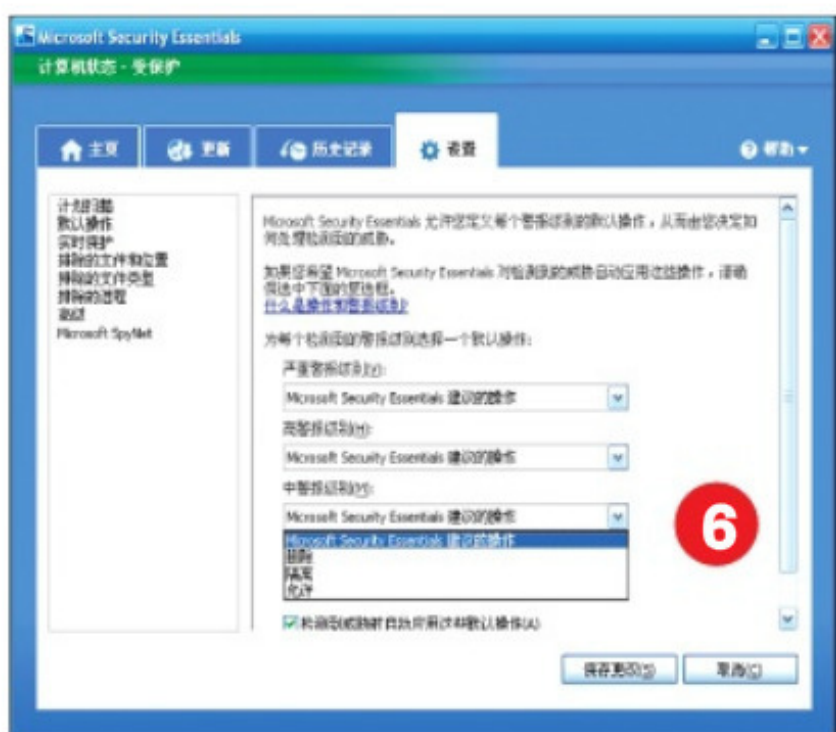 Microsoft Security Essentials
计算机状态 - 受保护
主页
更新
历史记录
设置
帮助
计划扫描
默认操作
实时保护
排除的文件和位置
排除的文件类型
排除的进程
高级
Microsoft SpyNet
Microsoft Security Essentials 允许您定义每个警报级别的默认操作，从而由您决定如
何处理检测到的威胁。
如果您希望 Microsoft Security Essentials 对检测到的威胁自动应用这些操作，请确
保选中下面的复选框。
什么是操作和警报级别?
为每个检测到的警报级别选择一个默认操作:
严重警报级别(V):
Microsoft Security Essentials 建议的操作
高警报级别(H):
Microsoft Security Essentials 建议的操作
中警报级别(M):
Microsoft Security Essentials 建议的操作
Microsoft Security Essentials 建议的操作
删除
隔离
允许
检测到威胁时自动应用这些默认操作(A)
保存更改(S)
取消(C)
6